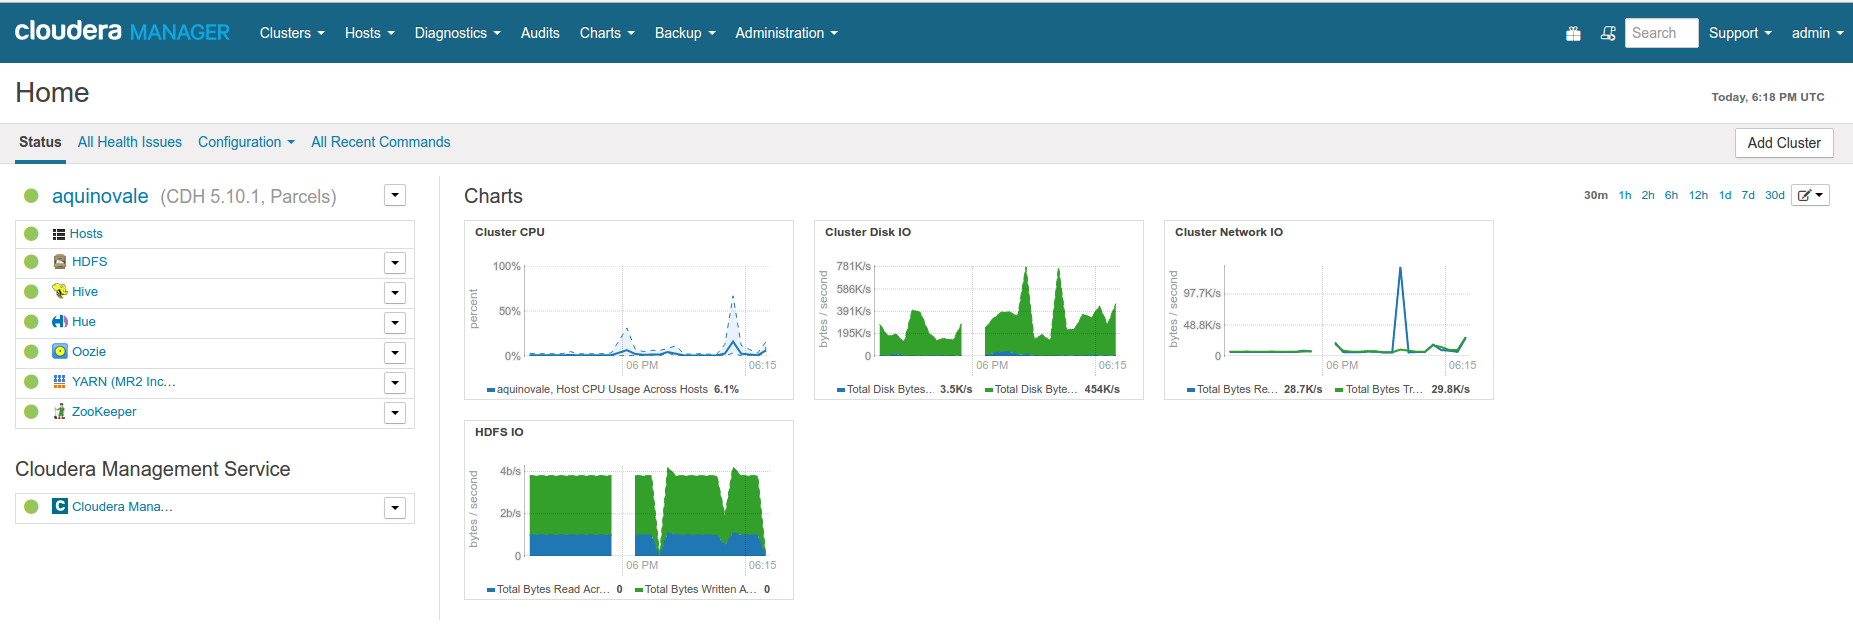 cloudera MANAGER Clusters Hosts Diagnostics Audits Charts Backup Administration Search Support admin
Home
Today, 6:18 PM UTC
Status All Health Issues Configuration All Recent Commands Add Cluster
aquinovale (CDH 5.10.1, Parcels)
Hosts
HDFS
Hive
Hue
Oozie
YARN (MR2 Inc...
ZooKeeper
Cloudera Management Service
C Cloudera Mana...
Charts
30m 1h 2h 6h 12h 1d 7d 30d
Cluster CPU
percent
100%
50%
0%
06 PM 06:15
aquinovale, Host CPU Usage Across Hosts 6.1%
Cluster Disk IO
bytes / second
781K/s
586K/s
391K/s
195K/s
0
06 PM 06:15
Total Disk Bytes... 3.5K/s Total Disk Byte... 454K/s
Cluster Network IO
bytes / second
97.7K/s
48.8K/s
0
06 PM 06:15
Total Bytes Re... 28.7K/s Total Bytes Tr... 29.8K/s
HDFS IO
bytes / second
4b/s
2b/s
0
06 PM 06:15
Total Bytes Read Acr... 0 Total Bytes Written A... 0